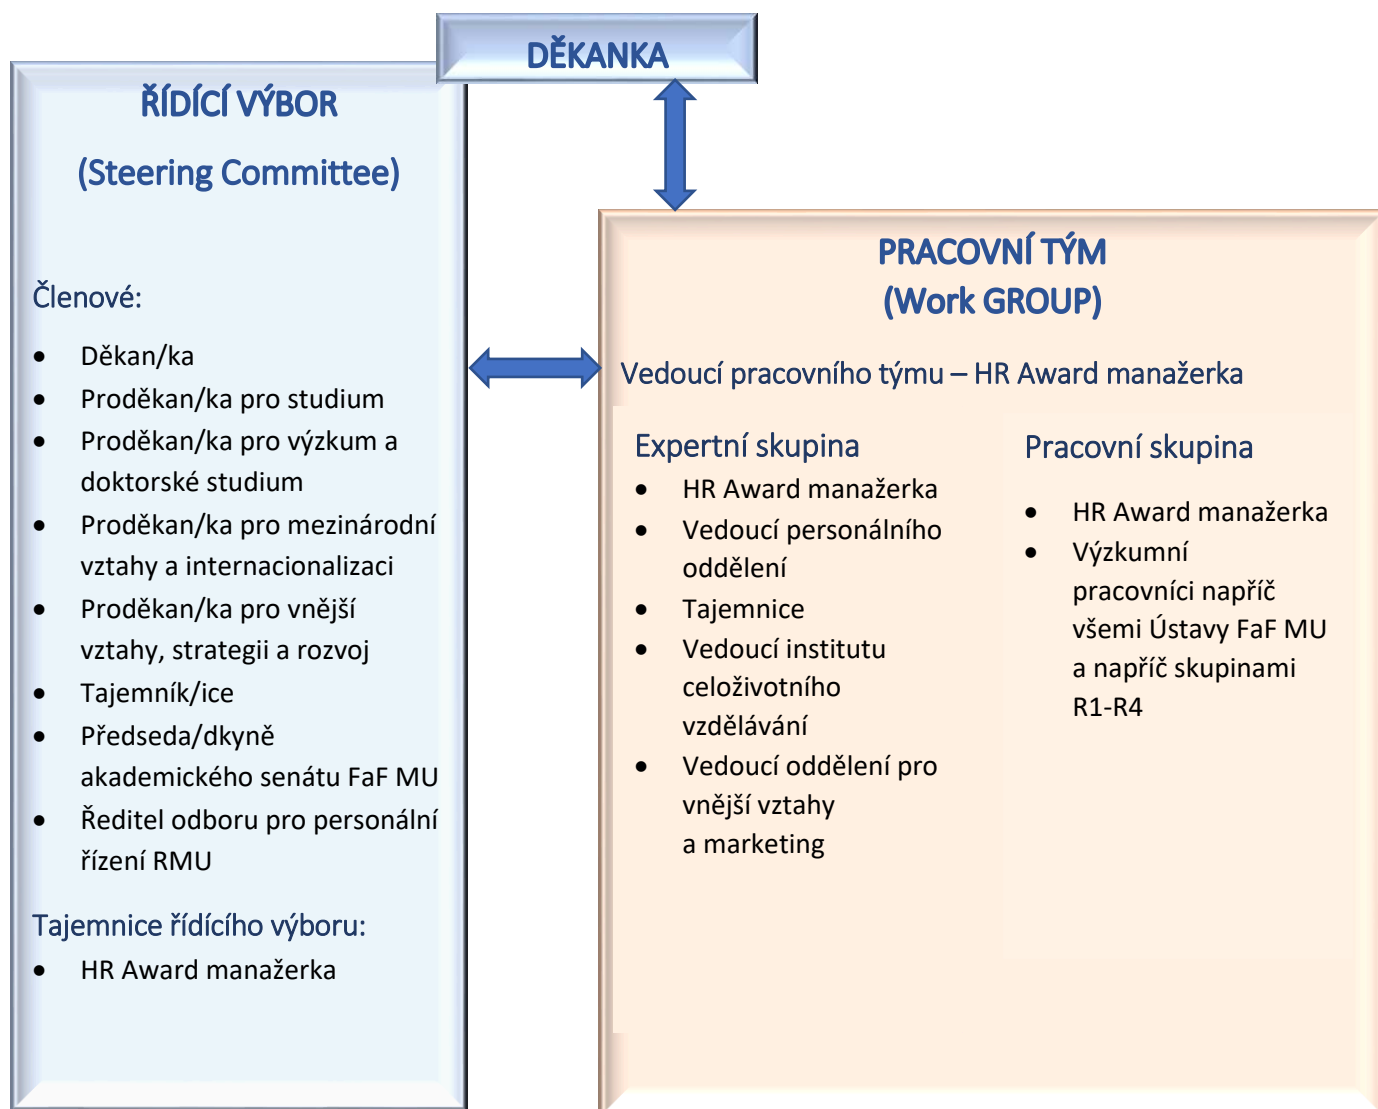 DĚKANKA
ŘÍDÍCÍ VÝBOR
(Steering Committee)
Členové:
• Děkan/ka
• Proděkan/ka pro studium
• Proděkan/ka pro výzkum a
doktorské studium
• Proděkan/ka pro mezinárodní
vztahy a internacionalizaci
• Proděkan/ka pro vnější
vztahy, strategii a rozvoj
• Tajemník/ice
• Předseda/dkyně
akademického senátu FaF MU
• Ředitel odboru pro personální
řízení RMU
Tajemnice řídícího výboru:
• HR Award manažerka
PRACOVNÍ TÝM
(Work GROUP)
Vedoucí pracovního týmu – HR Award manažerka
Expertní skupina
• HR Award manažerka
• Vedoucí personálního
oddělení
• Tajemnice
• Vedoucí institutu
celoživotního
vzdělávání
• Vedoucí oddělení pro
vnější vztahy
a marketing
Pracovní skupina
• HR Award manažerka
• Výzkumní
pracovníci napříč
všemi Ústavy FaF MU
a napříč skupinami
R1-R4